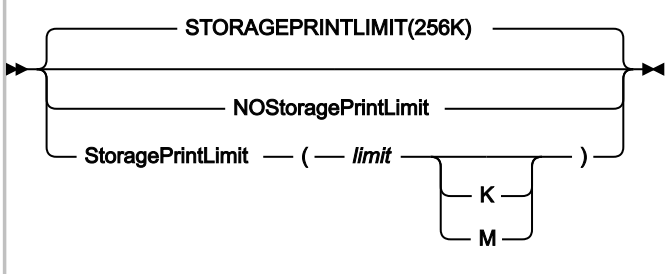 STORAGEPRINTLIMIT(256K)
NOStoragePrintLimit
StoragePrintLimit ( limit )
K
M